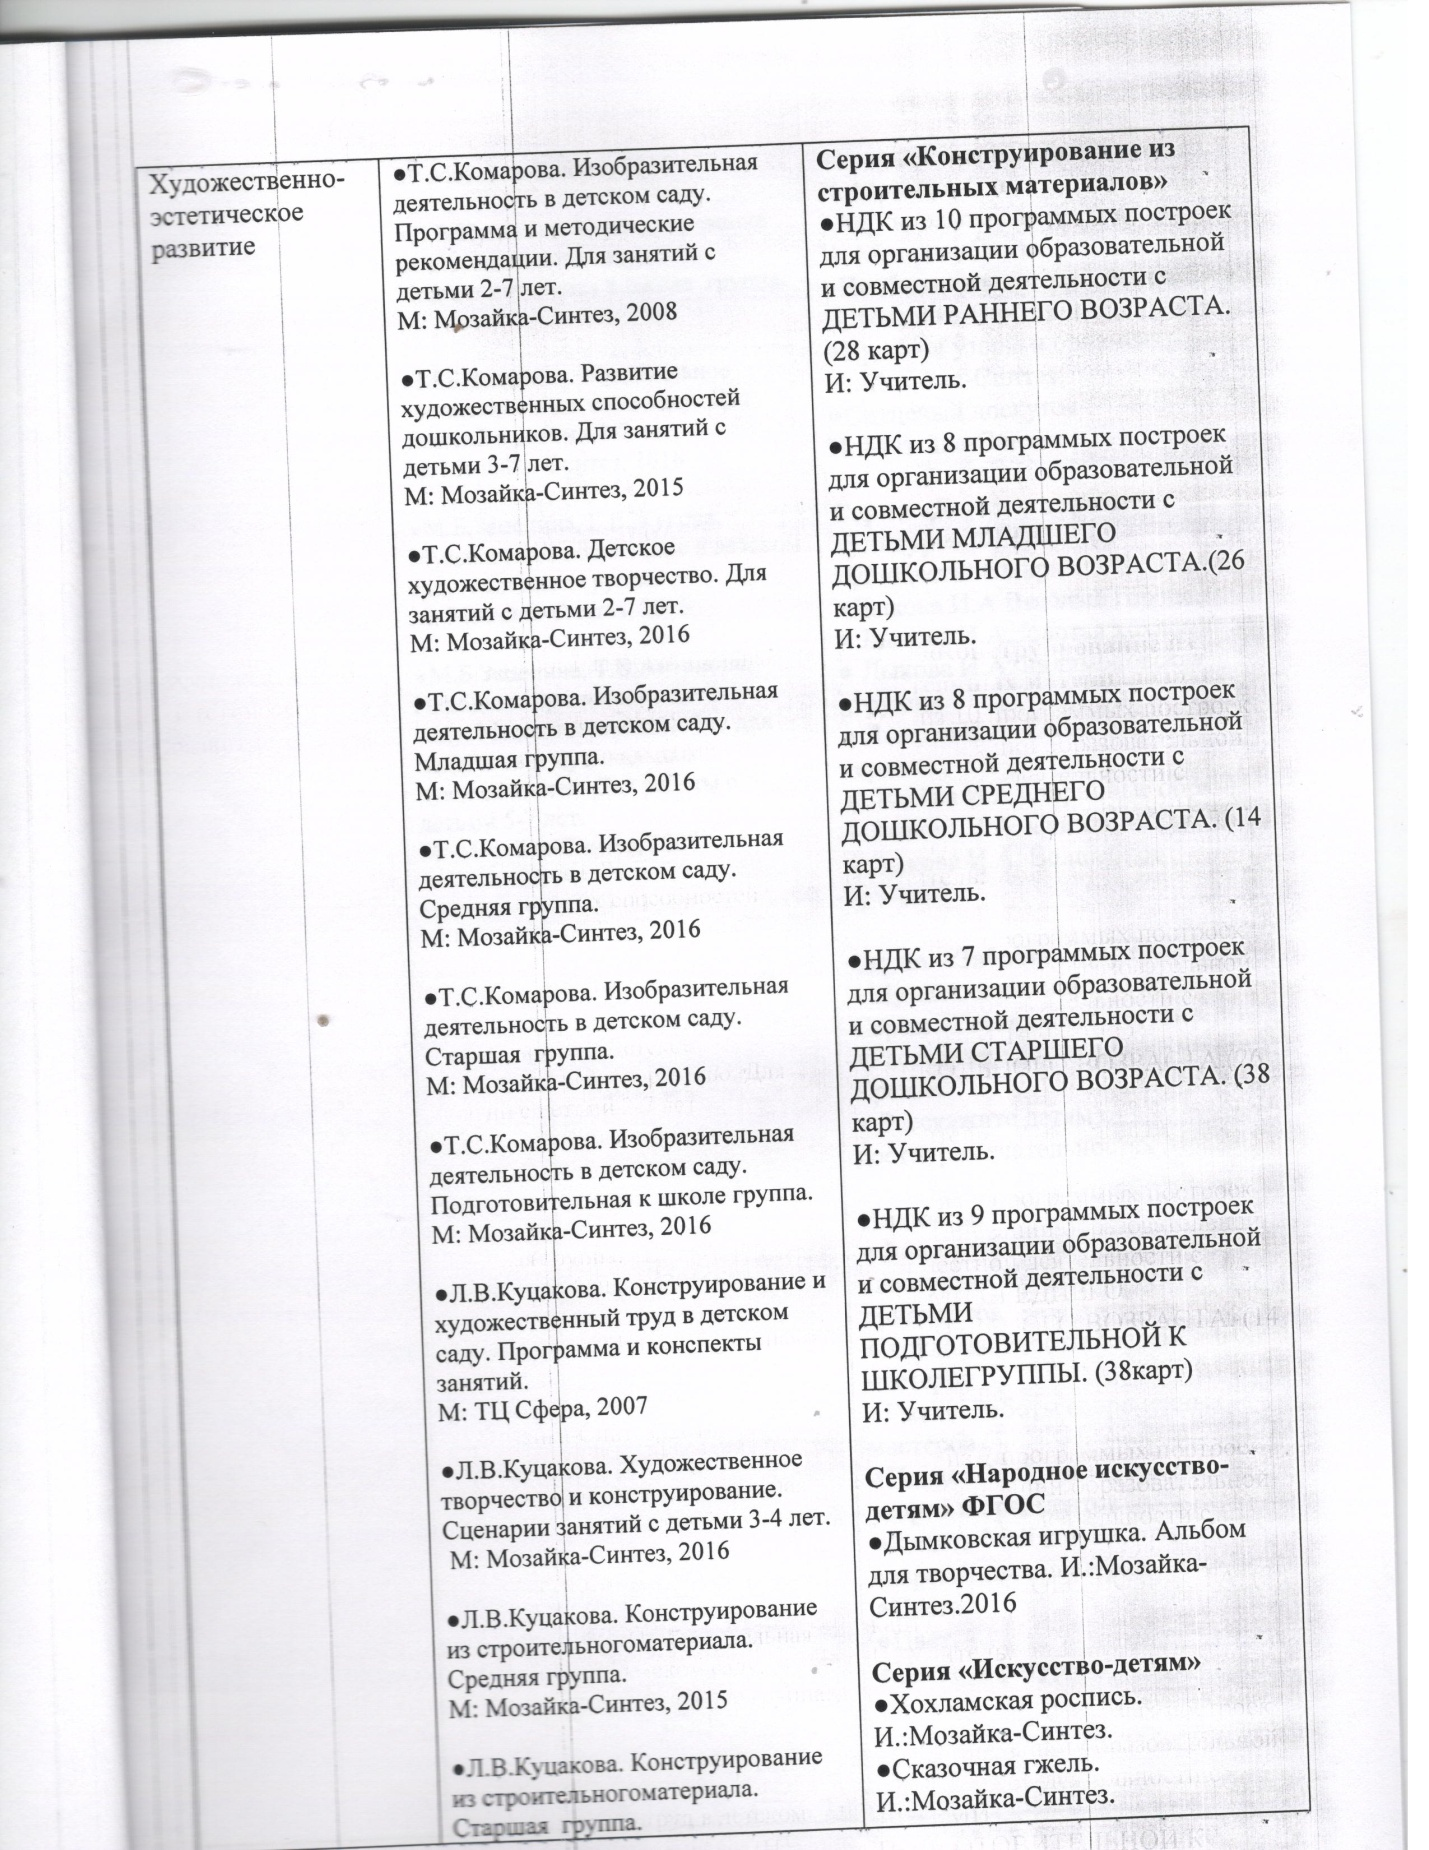 Художественно-
эстетическое
развитие
●Т.С.Комарова. Изобразительная
деятельность в детском саду.
Программа и методические
рекомендации. Для занятий с
детьми 2-7 лет.
М: Мозайка-Синтез, 2008
●Т.С.Комарова. Развитие
художественных способностей
дошкольников. Для занятий с
детьми 3-7 лет.
М: Мозайка-Синтез, 2015
●Т.С.Комарова. Детское
художественное творчество. Для
занятий с детьми 2-7 лет.
М: Мозайка-Синтез, 2016
●Т.С.Комарова. Изобразительная
деятельность в детском саду.
Младшая группа.
М: Мозайка-Синтез, 2016
●Т.С.Комарова. Изобразительная
деятельность в детском саду.
Средняя группа.
М: Мозайка-Синтез, 2016
●Т.С.Комарова. Изобразительная
деятельность в детском саду.
Старшая группа.
М: Мозайка-Синтез, 2016
●Т.С.Комарова. Изобразительная
деятельность в детском саду.
Подготовительная к школе группа.
М: Мозайка-Синтез, 2016
●Л.В.Куцакова. Конструирование и
художественный труд в детском
саду. Программа и конспекты
занятий.
М: ТЦ Сфера, 2007
●Л.В.Куцакова. Художественное
творчество и конструирование.
Сценарии занятий с детьми 3-4 лет.
М: Мозайка-Синтез, 2016
●Л.В.Куцакова. Конструирование
из строительногоматериала.
Средняя группа.
М: Мозайка-Синтез, 2015
●Л.В.Куцакова. Конструирование
из строительногоматериала.
Старшая группа.
Серия «Конструирование из
строительных материалов»
●НДК из 10 программых построек
для организации образовательной
и совместной деятельности с
ДЕТЬМИ РАННЕГО ВОЗРАСТА.
(28 карт)
И: Учитель.
●НДК из 8 программых построек
для организации образовательной
и совместной деятельности с
ДЕТЬМИ МЛАДШЕГО
ДОШКОЛЬНОГО ВОЗРАСТА.(26
карт)
И: Учитель.
●НДК из 8 программых построек
для организации образовательной
и совместной деятельности с
ДЕТЬМИ СРЕДНЕГО
ДОШКОЛЬНОГО ВОЗРАСТА. (14
карт)
И: Учитель.
●НДК из 7 программых построек
для организации образовательной
и совместной деятельности с
ДЕТЬМИ СТАРШЕГО
ДОШКОЛЬНОГО ВОЗРАСТА. (38
карт)
И: Учитель.
●НДК из 9 программых построек
для организации образовательной
и совместной деятельности с
ДЕТЬМИ
ПОДГОТОВИТЕЛЬНОЙ К
ШКОЛЕГРУППЫ. (38карт)
И: Учитель.
Серия «Народное искусство-
детям» ФГОС
●Дымковская игрушка. Альбом
для творчества. И.:Мозайка-
Синтез.2016
Серия «Искусство-детям»
●Хохламская роспись.
И.:Мозайка-Синтез.
●Сказочная гжель.
И.:Мозайка-Синтез.